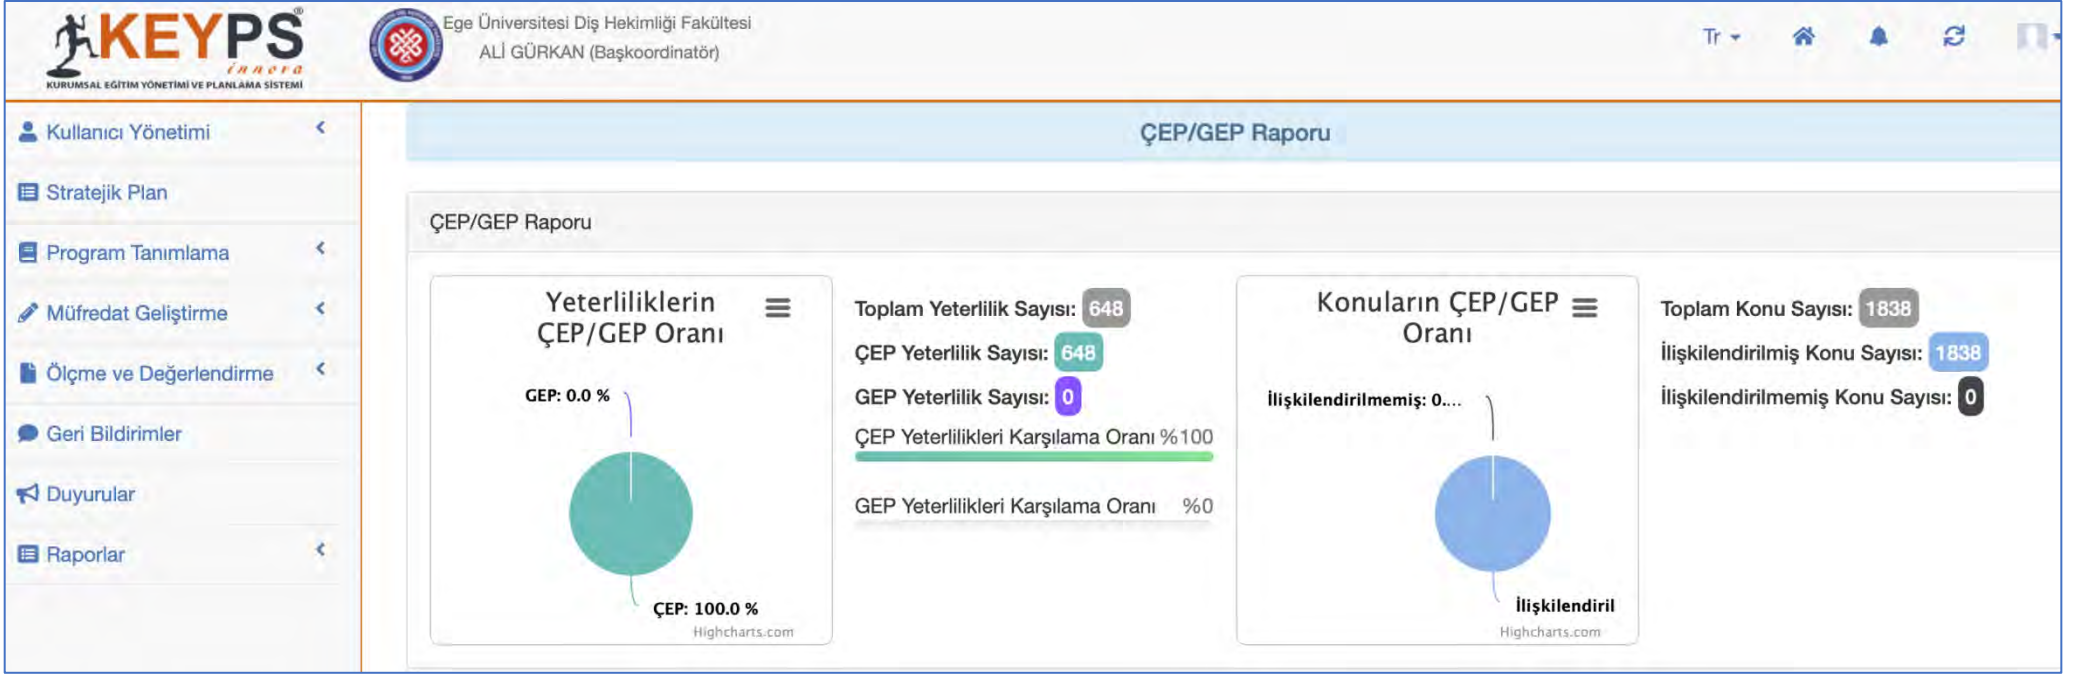 KEYPS®
innova
KURUMSAL EĞİTİM YÖNETİMİ VE PLANLAMA SİSTEMİ
Ege Üniversitesi Diş Hekimliği Fakültesi
ALİ GÜRKAN (Başkoordinatör)
Tr
Kullanıcı Yönetimi
Stratejik Plan
Program Tanımlama
Müfredat Geliştirme
Ölçme ve Değerlendirme
Geri Bildirimler
Duyurular
Raporlar
ÇEP/GEP Raporu
ÇEP/GEP Raporu
Yeterliliklerin
ÇEP/GEP Oranı
GEP: 0.0 %
ÇEP: 100.0 %
Highcharts.com
Toplam Yeterlilik Sayısı: 648
ÇEP Yeterlilik Sayısı: 648
GEP Yeterlilik Sayısı: 0
ÇEP Yeterlilikleri Karşılama Oranı %100
GEP Yeterlilikleri Karşılama Oranı %0
Konuların ÇEP/GEP
Oranı
İlişkilendirilmemiş: 0....
İlişkilendiril
Highcharts.com
Toplam Konu Sayısı: 1838
İlişkilendirilmiş Konu Sayısı: 1838
İlişkilendirilmemiş Konu Sayısı: 0